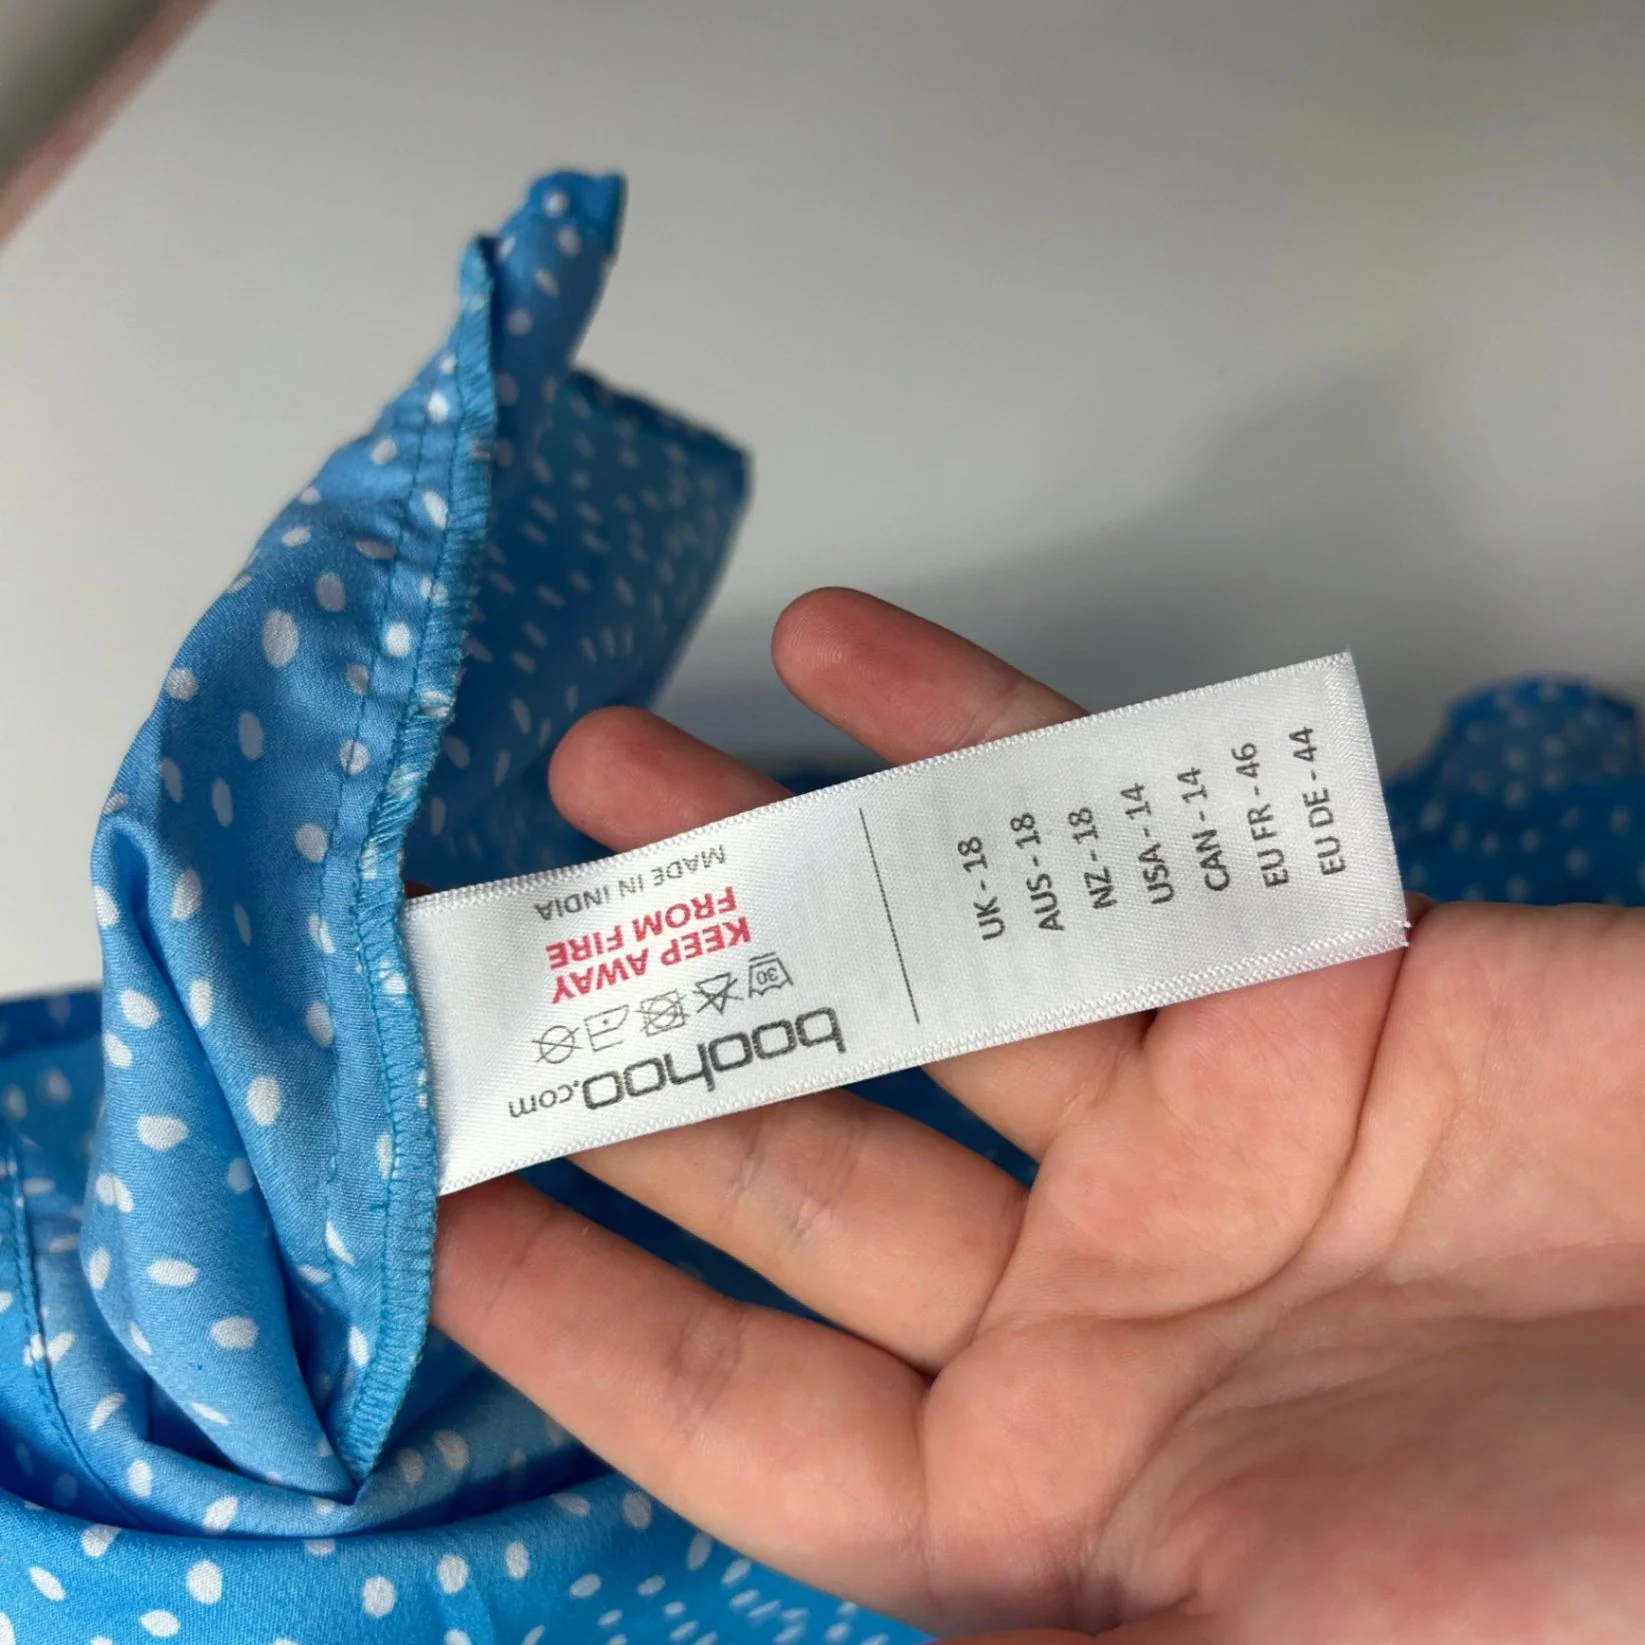 boohoo.com
30
KEEP AWAY
FROM FIRE
MADE IN INDIA
UK - 18
AUS - 18
NZ - 18
USA - 14
CAN - 14
EU FR - 46
EU DE - 44